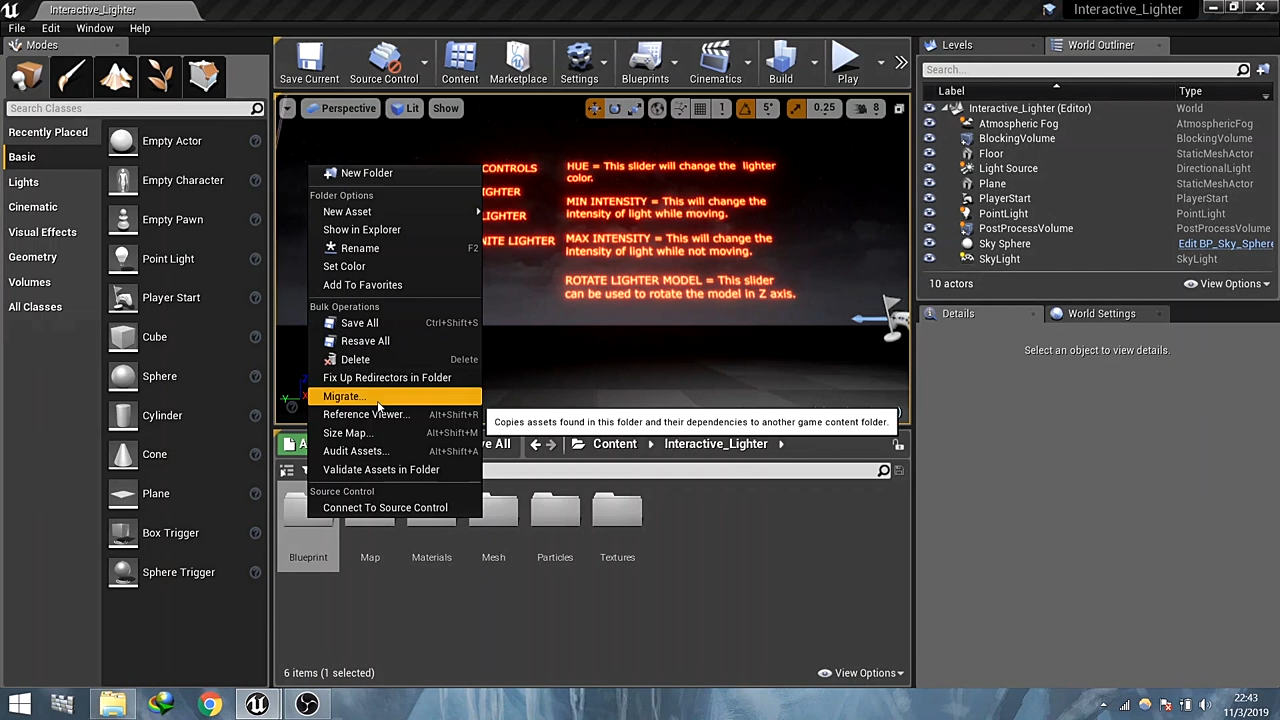 Interactive_Lighter
Interactive_Lighter
File Edit Window Help
Modes
Search Classes
Recently Placed
Basic
Lights
Cinematic
Visual Effects
Volumes
All Classes
Empty Actor
Empty Character
Empty Pawn
Point Light
Player Start
Cube
Sphere
Cylinder
Cone
Plane
Box Trigger
Sphere Trigger
Save Current
Source Control
Content
Marketplace
Settings
Blueprints
Cinematics
Build
Play
Perspective
Lit
Show
1
5°
0.25
8
CONTROLS
HUE = This slider will change the lighter
color.
MIN INTENSITY = This will change the
intensity of light while moving.
MAX INTENSITY = This will change the
intensity of light while not moving.
ROTATE LIGHTER MODEL = This slider
can be used to rotate the model in Z axis.
New Folder
Folder Options
New Asset
Show in Explorer
Rename F2
Set Color
Add To Favorites
Bulk Operations
Save All Ctrl+Shift+S
Resave All
Delete Delete
Fix Up Redirectors in Folder
Migrate...
Reference Viewer... Alt+Shift+R
Size Map... Alt+Shift+M
Audit Assets... Alt+Shift+A
Validate Assets in Folder
Source Control
Connect To Source Control
Copies assets found in this folder and their dependencies to another game content folder.
All
Content
Interactive_Lighter
Blueprint
Map
Materials
Mesh
Particles
Textures
6 items (1 selected)
View Options
Levels
World Outliner
Search...
Label Type
Interactive_Lighter (Editor) World
Atmospheric Fog AtmosphericFog
BlockingVolume BlockingVolume
Floor StaticMeshActor
Light Source DirectionalLight
Plane StaticMeshActor
PlayerStart PlayerStart
PointLight PointLight
PostProcessVolume PostProcessVolume
Sky Sphere Edit BP_Sky_Sphere
SkyLight SkyLight
10 actors
View Options
Details
World Settings
Select an object to view details.
22:43
11/3/2019